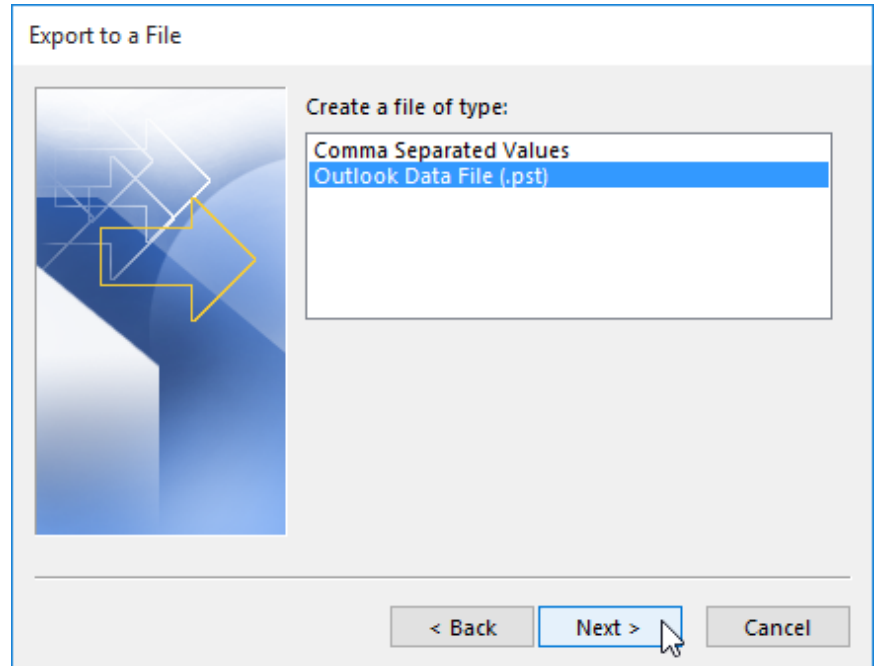 Export to a File
Create a file of type:
Comma Separated Values
Outlook Data File (.pst)
< Back
Next >
Cancel